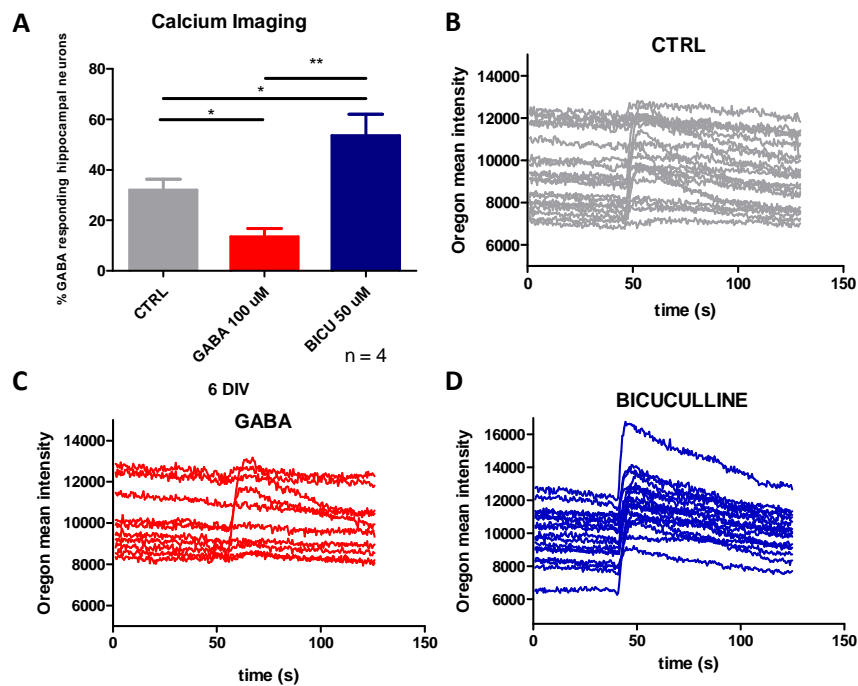 A
Calcium Imaging
% GABA responding hippocampal neurons
80
60
40
20
0
**
*
*
CTRL
GABA 100 uM
BICU 50 uM
n = 4
B
CTRL
Oregon mean intensity
12000
14000
10000
8000
6000
0
50
100
150
time (s)
C
6 DIV
GABA
Oregon mean intensity
14000
12000
10000
8000
6000
0
50
100
150
time (s)
D
BICUCULLINE
Oregon mean intensity
16000
14000
12000
10000
8000
6000
0
50
100
150
time (s)